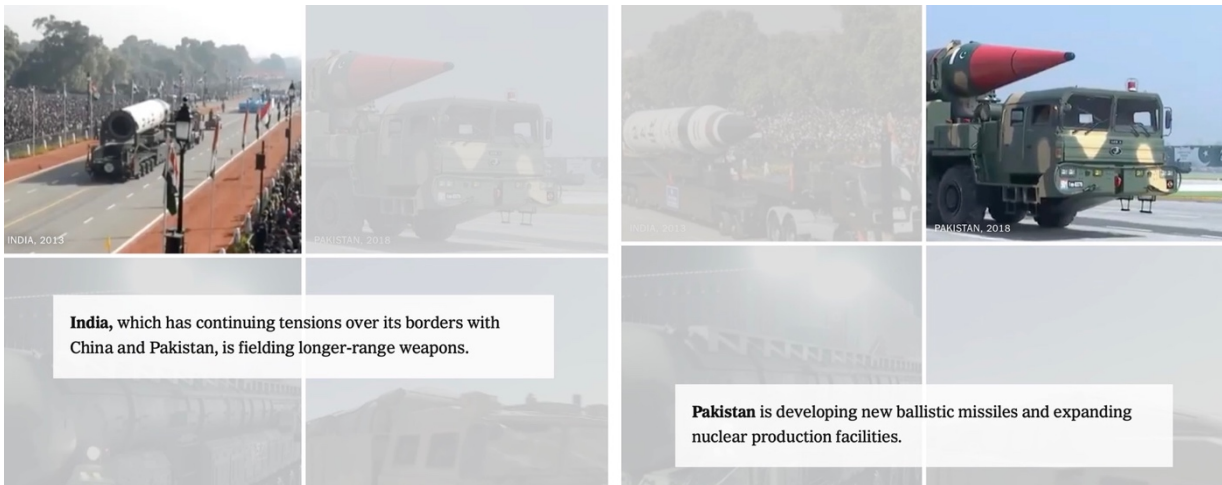 INDIA, 2013
PAKISTAN, 2018
India, which has continuing tensions over its borders with
China and Pakistan, is fielding longer-range weapons.
INDIA, 2013
PAKISTAN, 2018
Pakistan is developing new ballistic missiles and expanding
nuclear production facilities.